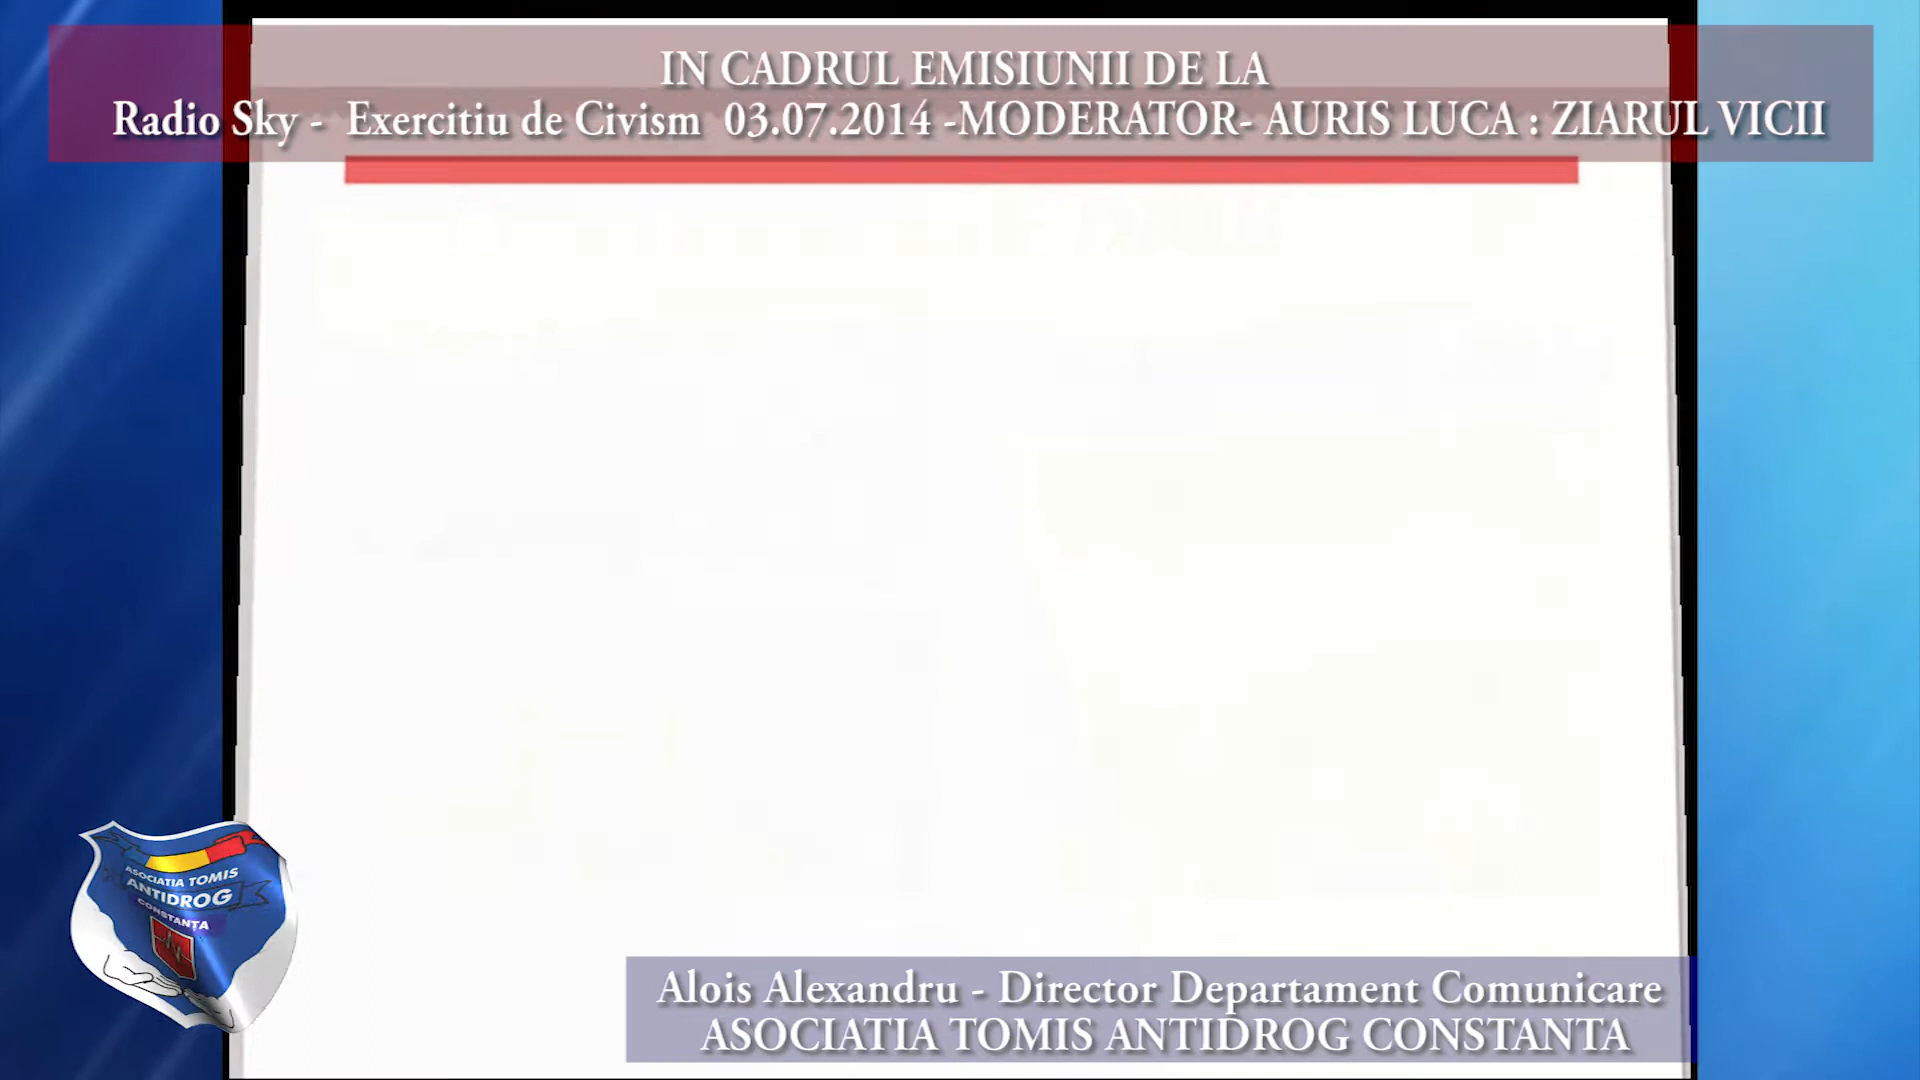 IN CADRUL EMISIUNII DE LA
Radio Sky - Exercitiu de Civism 03.07.2014 -MODERATOR- AURIS LUCA : ZIARUL VICII
ASOCIATIA TOMIS
ANTIDROG
CONSTANȚA
Alois Alexandru - Director Departament Comunicare
ASOCIATIA TOMIS ANTIDROG CONSTANTA